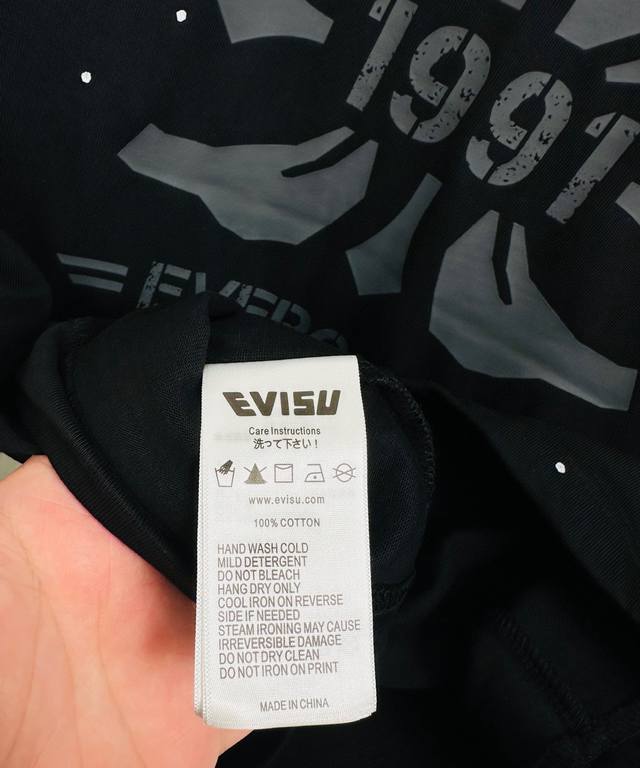 1991
EVISU
Care Instructions
洗って下さい!
www.evisu.com
100% COTTON
HAND WASH COLD
MILD DETERGENT
DO NOT BLEACH
HANG DRY ONLY
COOL IRON ON REVERSE
SIDE IF NEEDED
STEAM IRONING MAY CAUSE
IRREVERSIBLE DAMAGE
DO NOT DRY CLEAN
DO NOT IRON ON PRINT
MADE IN CHINA